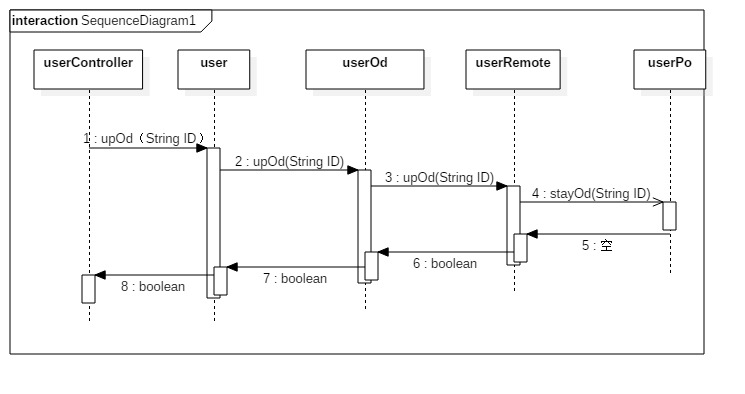 interaction SequenceDiagram1
userController
user
userOd
userRemote
userPo
1 : upOd（String ID）
2 : upOd(String ID)
3 : upOd(String ID)
4 : stayOd(String ID)
5 : 空
6 : boolean
7 : boolean
8 : boolean